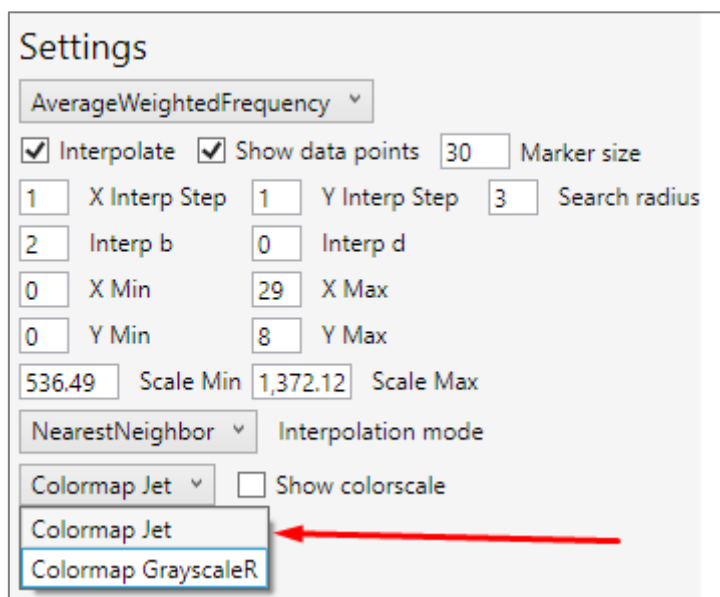 Settings
AverageWeightedFrequency
Interpolate Show data points 30 Marker size
1 X Interp Step 1 Y Interp Step 3 Search radius
2 Interp b 0 Interp d
0 X Min 29 X Max
0 Y Min 8 Y Max
536.49 Scale Min 1,372.12 Scale Max
NearestNeighbor Interpolation mode
Colormap Jet Show colorscale
Colormap Jet
Colormap GrayscaleR